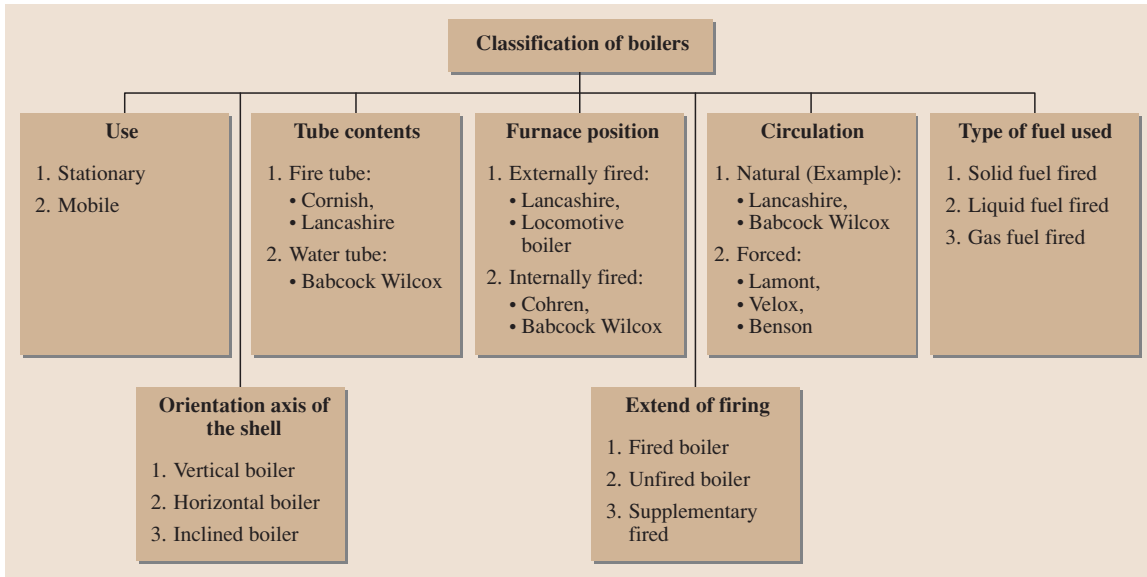 Classification of boilers
Use
1. Stationary
2. Mobile
Tube contents
1. Fire tube:
• Cornish,
• Lancashire
2. Water tube:
• Babcock Wilcox
Furnace position
1. Externally fired:
• Lancashire,
• Locomotive
boiler
2. Internally fired:
• Cohren,
• Babcock Wilcox
Circulation
1. Natural (Example):
• Lancashire,
• Babcock Wilcox
2. Forced:
• Lamont,
• Velox,
• Benson
Type of fuel used
1. Solid fuel fired
2. Liquid fuel fired
3. Gas fuel fired
Orientation axis of
the shell
1. Vertical boiler
2. Horizontal boiler
3. Inclined boiler
Extend of firing
1. Fired boiler
2. Unfired boiler
3. Supplementary
fired